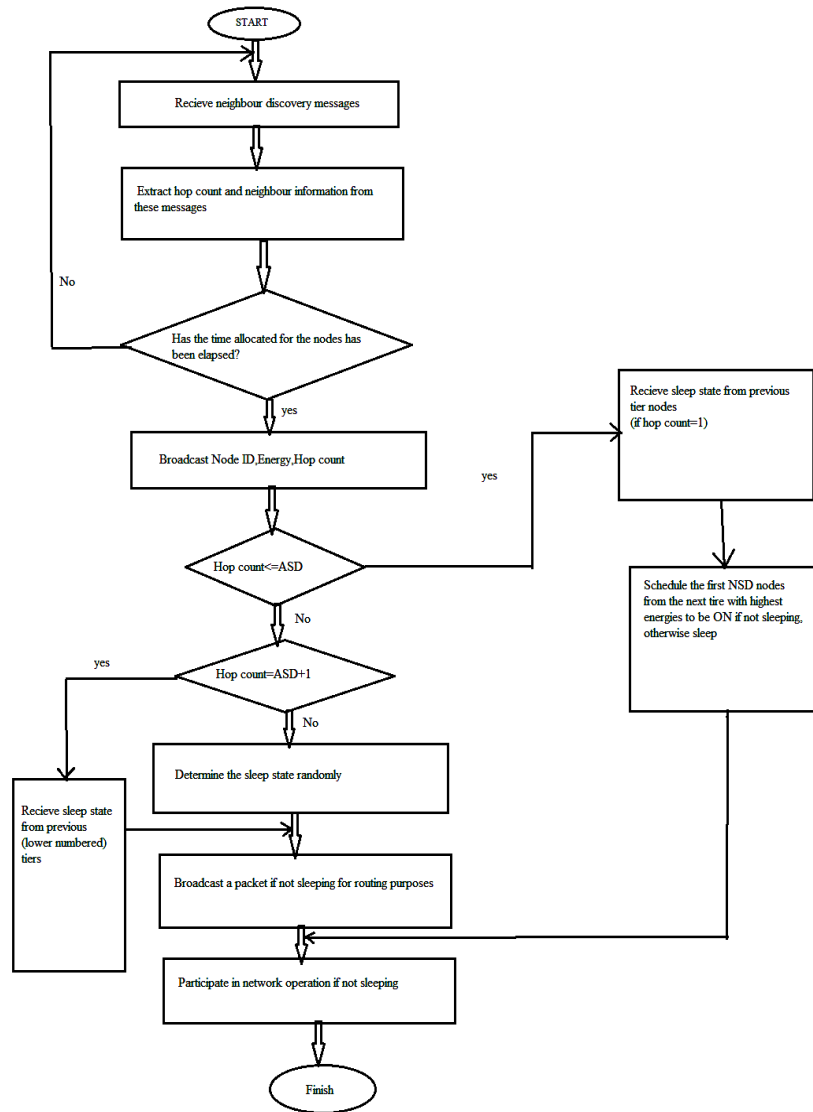 START
Recieve neighbour discovery messages
Extract hop count and neighbour information from
these messages
No
Has the time allocated for the nodes has
been elapsed?
yes
Broadcast Node ID,Energy,Hop count
yes
Recieve sleep state from previous
tier nodes
(if hop count=1)
Hop count<=ASD
No
Schedule the first NSD nodes
from the next tire with highest
energies to be ON if not sleeping,
otherwise sleep
yes
Hop count=ASD+1
No
Determine the sleep state randomly
Recieve sleep state
from previous
(lower numbered)
tiers
Broadcast a packet if not sleeping for routing purposes
Participate in network operation if not sleeping
Finish